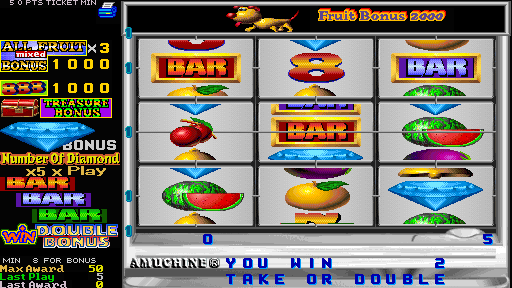 5 0 PTS TICKET MIN
Fruit Bonus 2000
ALL FRUIT x 3
mixed
BONUS 1000
888 1000
TREASURE
BONUS
BONUS
Number Of Diamond
x5 x Play
BAR
BAR
BAR
WIN DOUBLE
BONUS
MIN 8 FOR BONUS
Max Award 50
Last Play 5
Last Award 0
BAR
8
BAR
BAR
0 5
AMUCHINE®
YOU WIN 2
TAKE OR DOUBLE